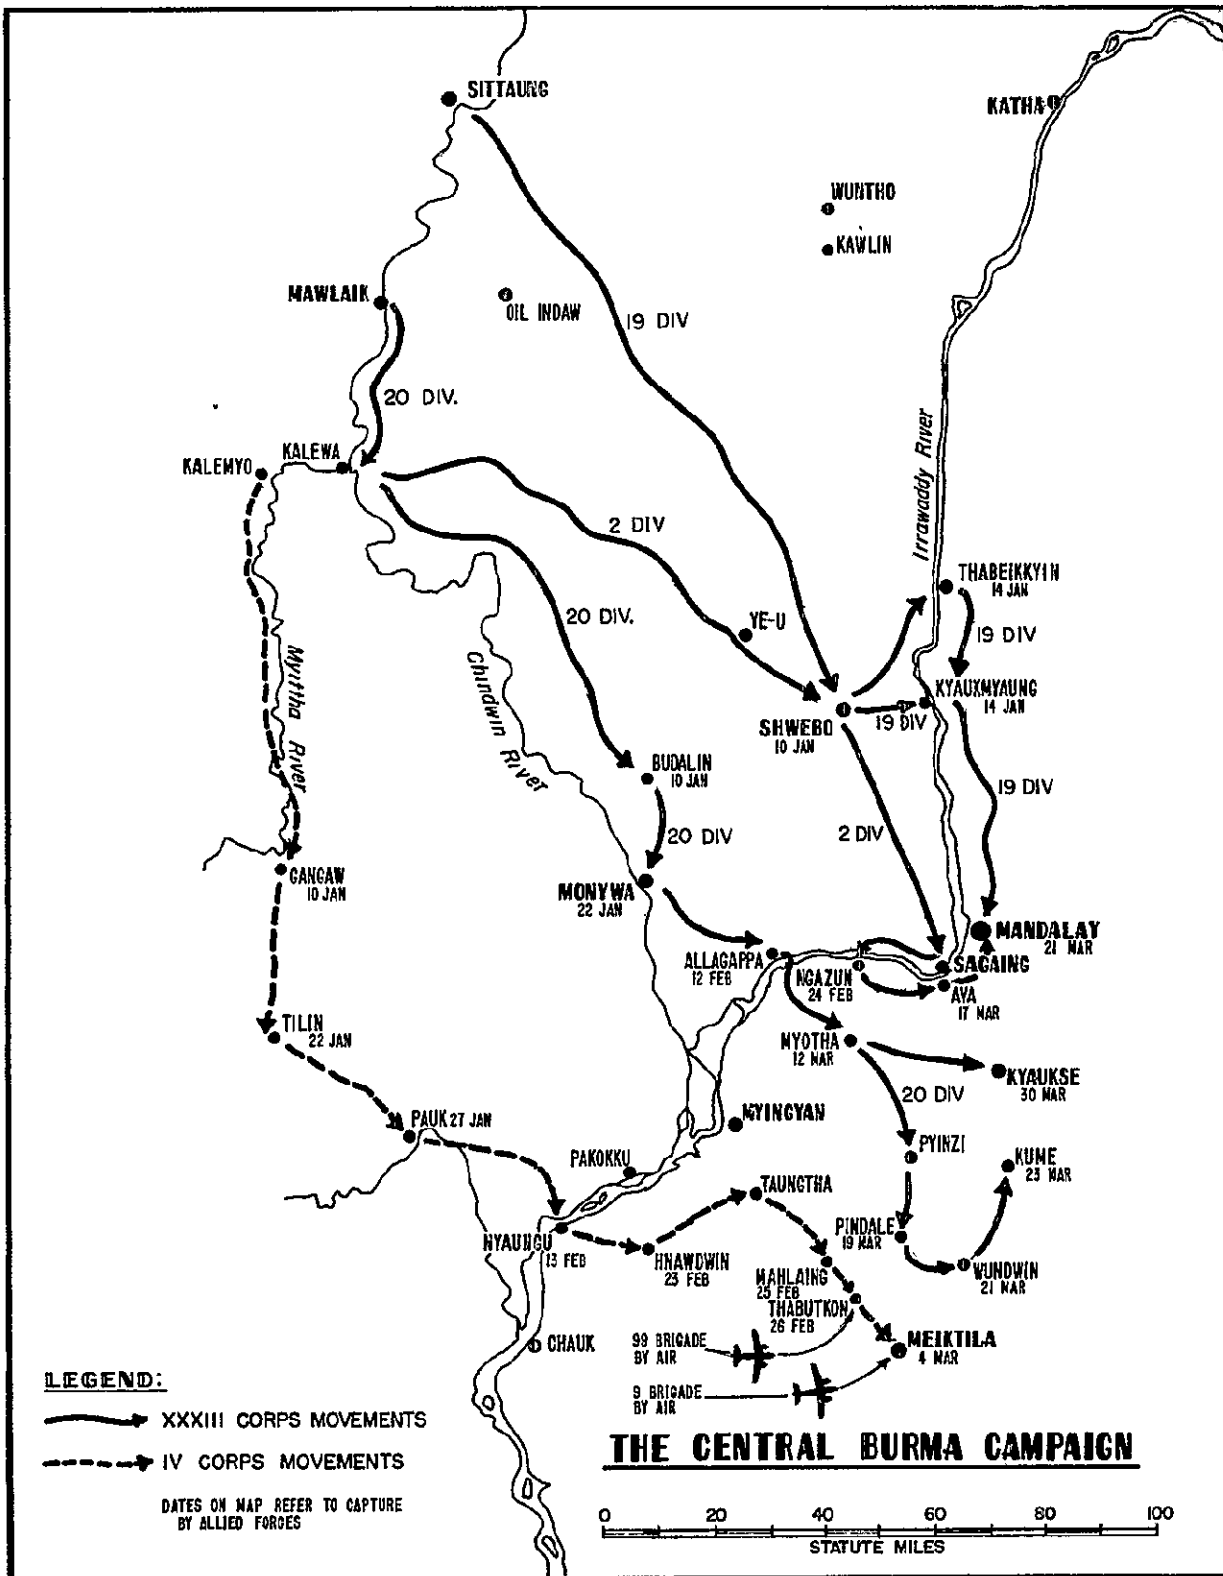 SITTAUNG
KATHA
WUNTHO
KAWLIN
MAWLAIK
OIL INDAW
19 DIV
20 DIV.
KALEWA
KALEMYO
2 DIV
Irrawaddy River
THABEIKKYIN
14 JAN
20 DIV.
YE-U
19 DIV
Myittha River
Chindwin River
KYAUKMYAUNG
14 JAN
19 DIV
SHWEBO
10 JAN
BUDALIN
10 JAN
19 DIV
20 DIV
2 DIV
GANGAW
10 JAN
MONYWA
22 JAN
MANDALAY
21 MAR
ALLAGAPPA
12 FEB
NGAZUN
24 FEB
SAGAING
AVA
17 MAR
TILIN
22 JAN
MYOTHA
12 MAR
KYAUKSE
30 MAR
20 DIV
PAUK 27 JAN
MYINGYAN
PYINZI
KUME
23 MAR
PAKOKKU
TAUNGTHA
NYAUNGU
13 FEB
HNAWDWIN
23 FEB
PINDALE
19 MAR
WUNDWIN
21 MAR
MAHLAING
25 FEB
THABUTKON
26 FEB
CHAUK
99 BRIGADE
BY AIR
MEIKTILA
4 MAR
9 BRIGADE
BY AIR
LEGEND:
XXXIII CORPS MOVEMENTS
IV CORPS MOVEMENTS
DATES ON MAP REFER TO CAPTURE
BY ALLIED FORCES
THE CENTRAL BURMA CAMPAIGN
0 20 40 60 80 100
STATUTE MILES